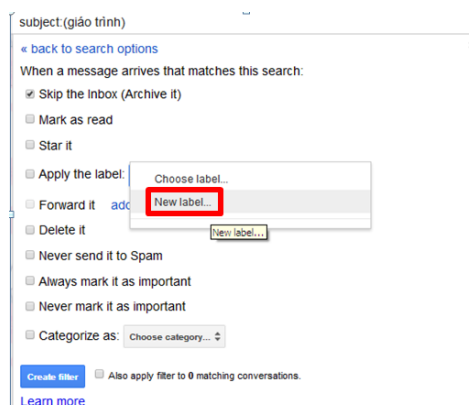 subject:(giáo trình)
« back to search options
When a message arrives that matches this search:
Skip the Inbox (Archive it)
Mark as read
Star it
Apply the label:
Choose label...
New label...
Forward it
New label...
Delete it
Never send it to Spam
Always mark it as important
Never mark it as important
Categorize as: Choose category...
Create filter Also apply filter to 0 matching conversations.
Learn more